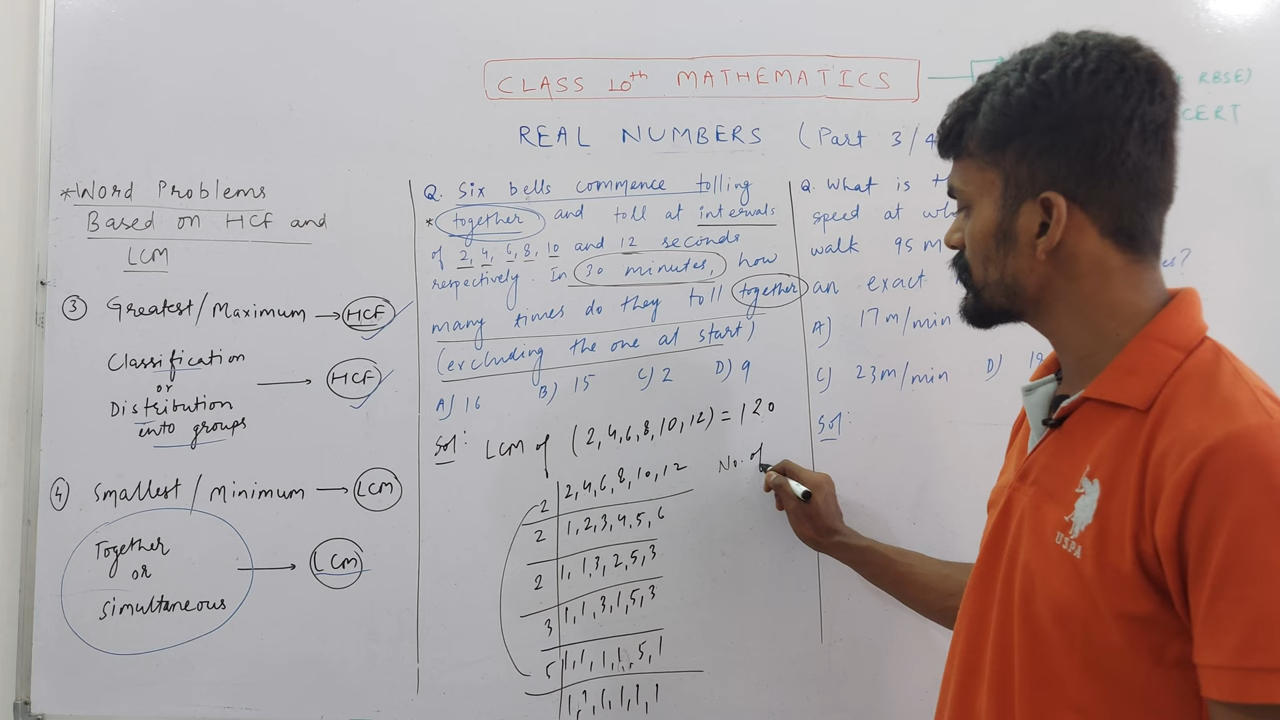 CLASS 10th MATHEMATICS
RBSE)
CERT
REAL NUMBERS (Part 3/4
*Word Problems
Based on HCF and
LCM
③ Greatest/Maximum → HCF
Classification
or
Distribution
into groups
→ HCF
④ Smallest/Minimum → LCM
Together
or
Simultaneous
→ LCM
Q. Six bells commence tolling
* together and toll at intervals
of 2, 4, 6, 8, 10 and 12 seconds
respectively. In 30 minutes, how
many times do they toll together
(excluding the one at start)
A) 16 B) 15 C) 2 D) 9
Sol: LCM of (2,4,6,8,10,12) = 120
2 | 2,4,6,8,10,12
2 | 1,2,3,4,5,6
2 | 1,1,3,2,5,3
3 | 1,1,3,1,5,3
5 | 1,1,1,1,5,1
1,1,1,1,1,1
No. of
Q. What is
speed at
walk 95 m
an exact
A) 17 m/min
C) 23 m/min D)
Sol:
USPA